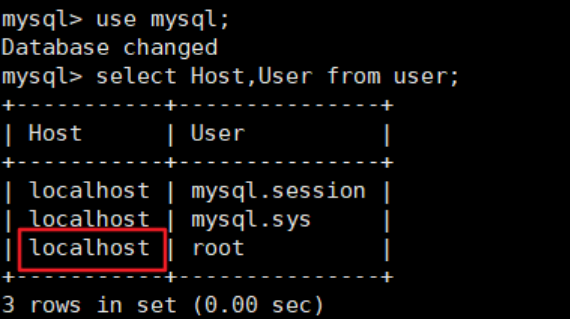 mysql> use mysql;
Database changed
mysql> select Host,User from user;
+-----------+---------------+
| Host      | User          |
+-----------+---------------+
| localhost | mysql.session |
| localhost | mysql.sys     |
| localhost | root          |
+-----------+---------------+
3 rows in set (0.00 sec)